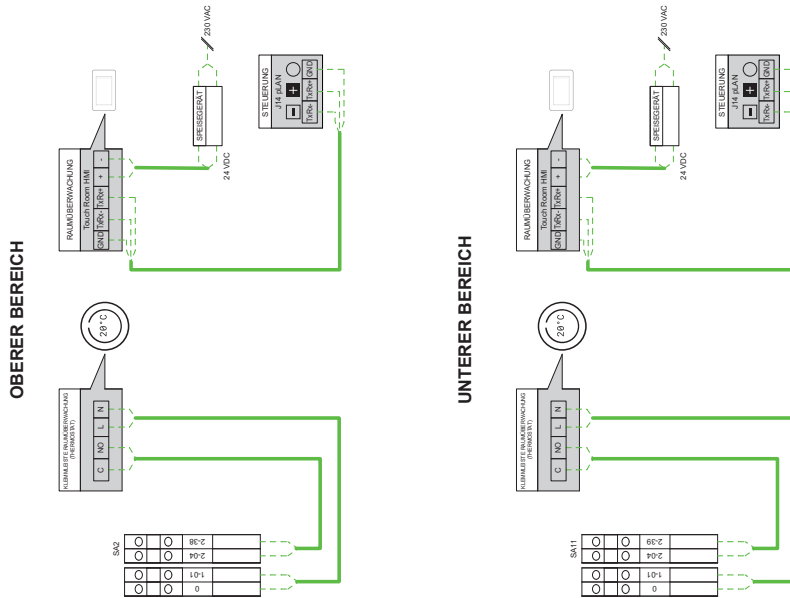 OBERER BEREICH
RAUMÜBERWACHUNG
Touch Room HMI
GND TxRx- TxRx+ + -
SPEISEGERÄT
24 VDC
230 VAC
STEUERUNG
J14 pLAN
TxRx- TxRx+ GND
KLEMMLEISTE RAUMÜBERWACHUNG
(THERMOSTAT)
C NO L N
20°C
SA2
2-38
2-04
1-01
0
UNTERER BEREICH
RAUMÜBERWACHUNG
Touch Room HMI
GND TxRx- TxRx+ + -
SPEISEGERÄT
24 VDC
230 VAC
STEUERUNG
J14 pLAN
TxRx- TxRx+ GND
KLEMMLEISTE RAUMÜBERWACHUNG
(THERMOSTAT)
C NO L N
20°C
SA11
2-39
2-04
1-01
0